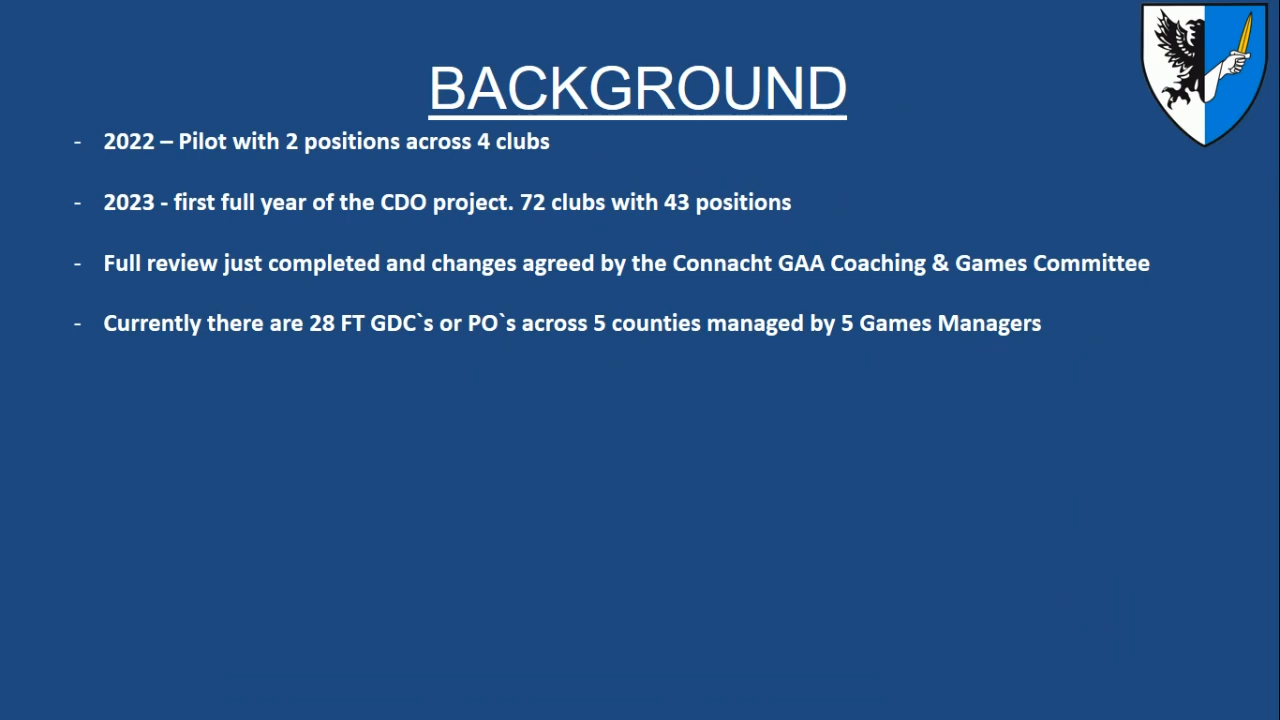 BACKGROUND
- 2022 – Pilot with 2 positions across 4 clubs
- 2023 - first full year of the CDO project. 72 clubs with 43 positions
- Full review just completed and changes agreed by the Connacht GAA Coaching & Games Committee
- Currently there are 28 FT GDC`s or PO`s across 5 counties managed by 5 Games Managers